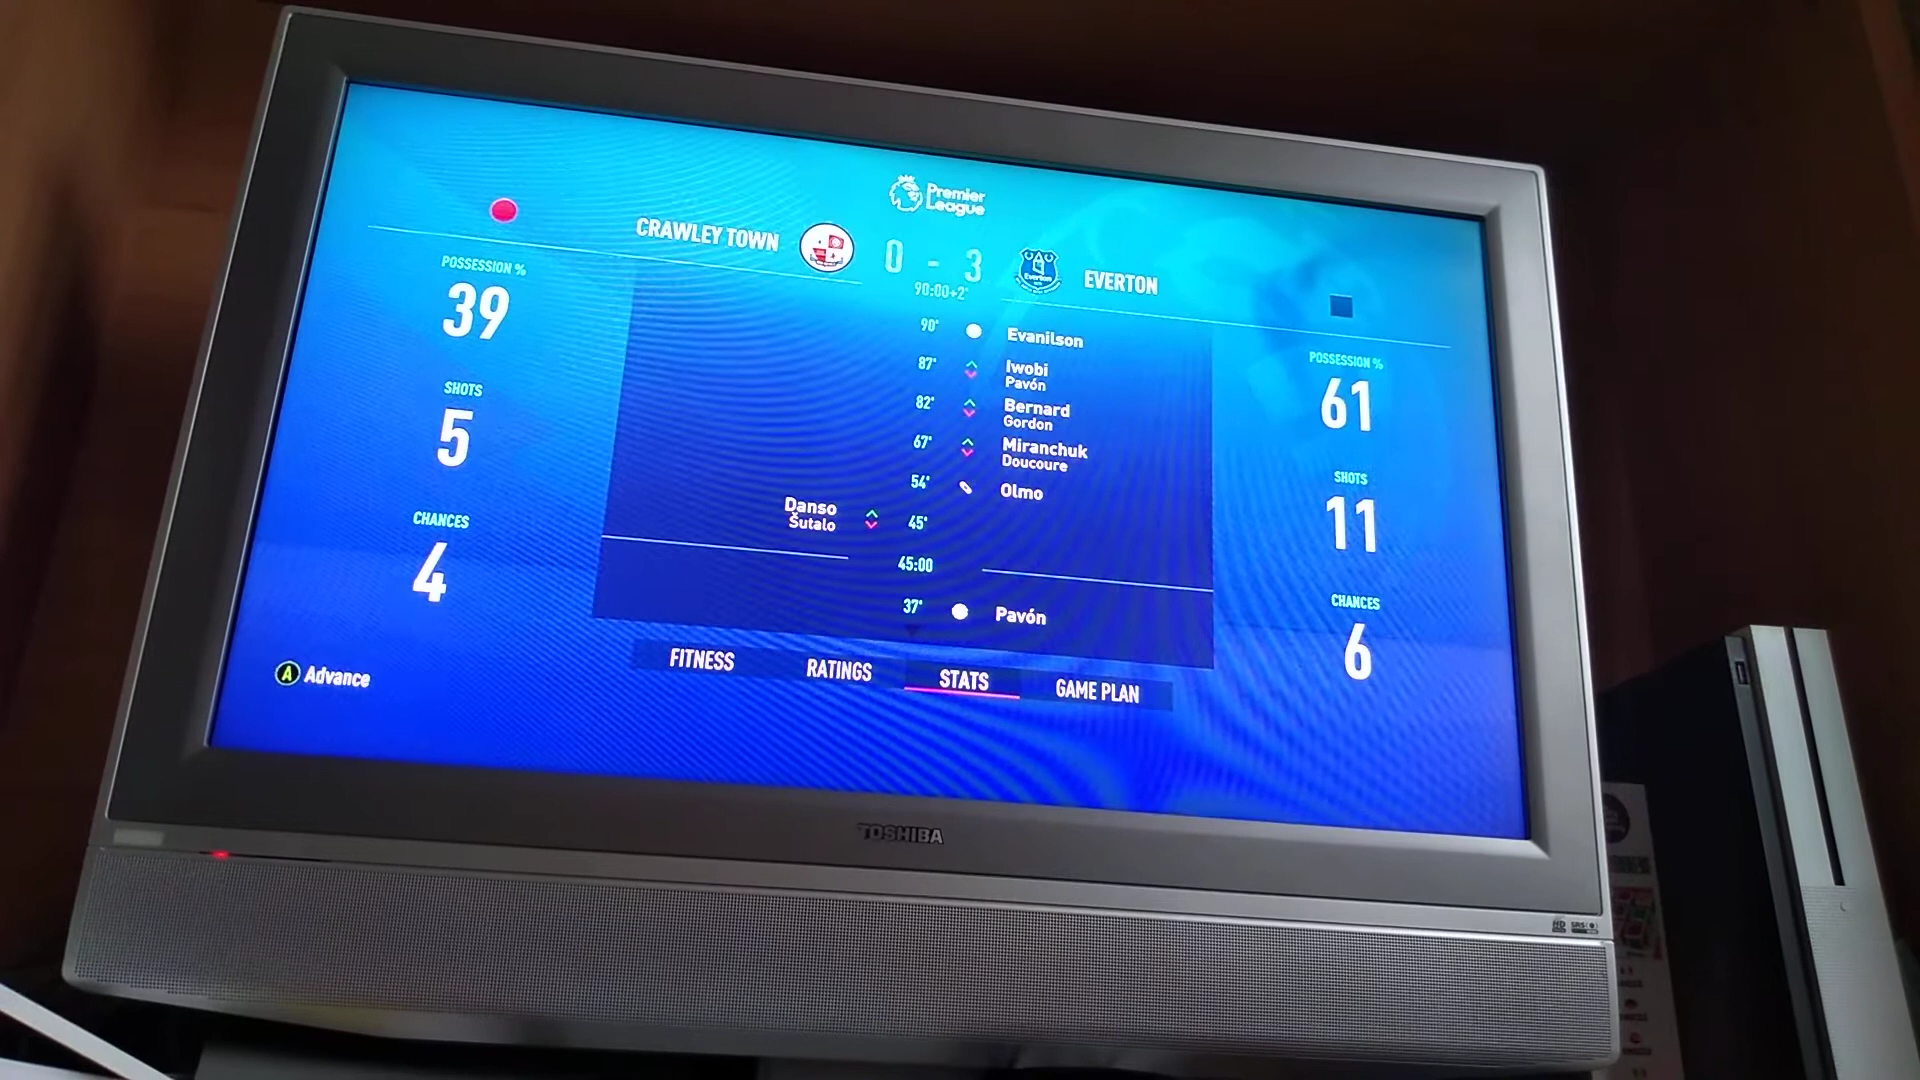 Premier
League
CRAWLEY TOWN
0 - 3
EVERTON
90:00+2'
POSSESSION %
39
SHOTS
5
CHANCES
4
90' Evanilson
87' Iwobi
Pavón
82' Bernard
Gordon
67' Miranchuk
Doucoure
54' Olmo
Danso 45'
Šutalo
45:00
37' Pavón
POSSESSION %
61
SHOTS
11
CHANCES
6
A Advance
FITNESS
RATINGS
STATS
GAME PLAN
TOSHIBA
Everton